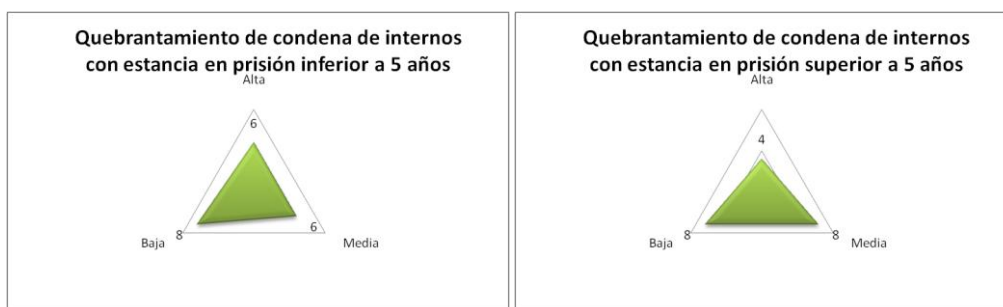 Quebrantamiento de condena de internos
con estancia en prisión inferior a 5 años
Alta
6
Baja
8
6
Media
Quebrantamiento de condena de internos
con estancia en prisión superior a 5 años
Alta
4
Baja
8
8
Media